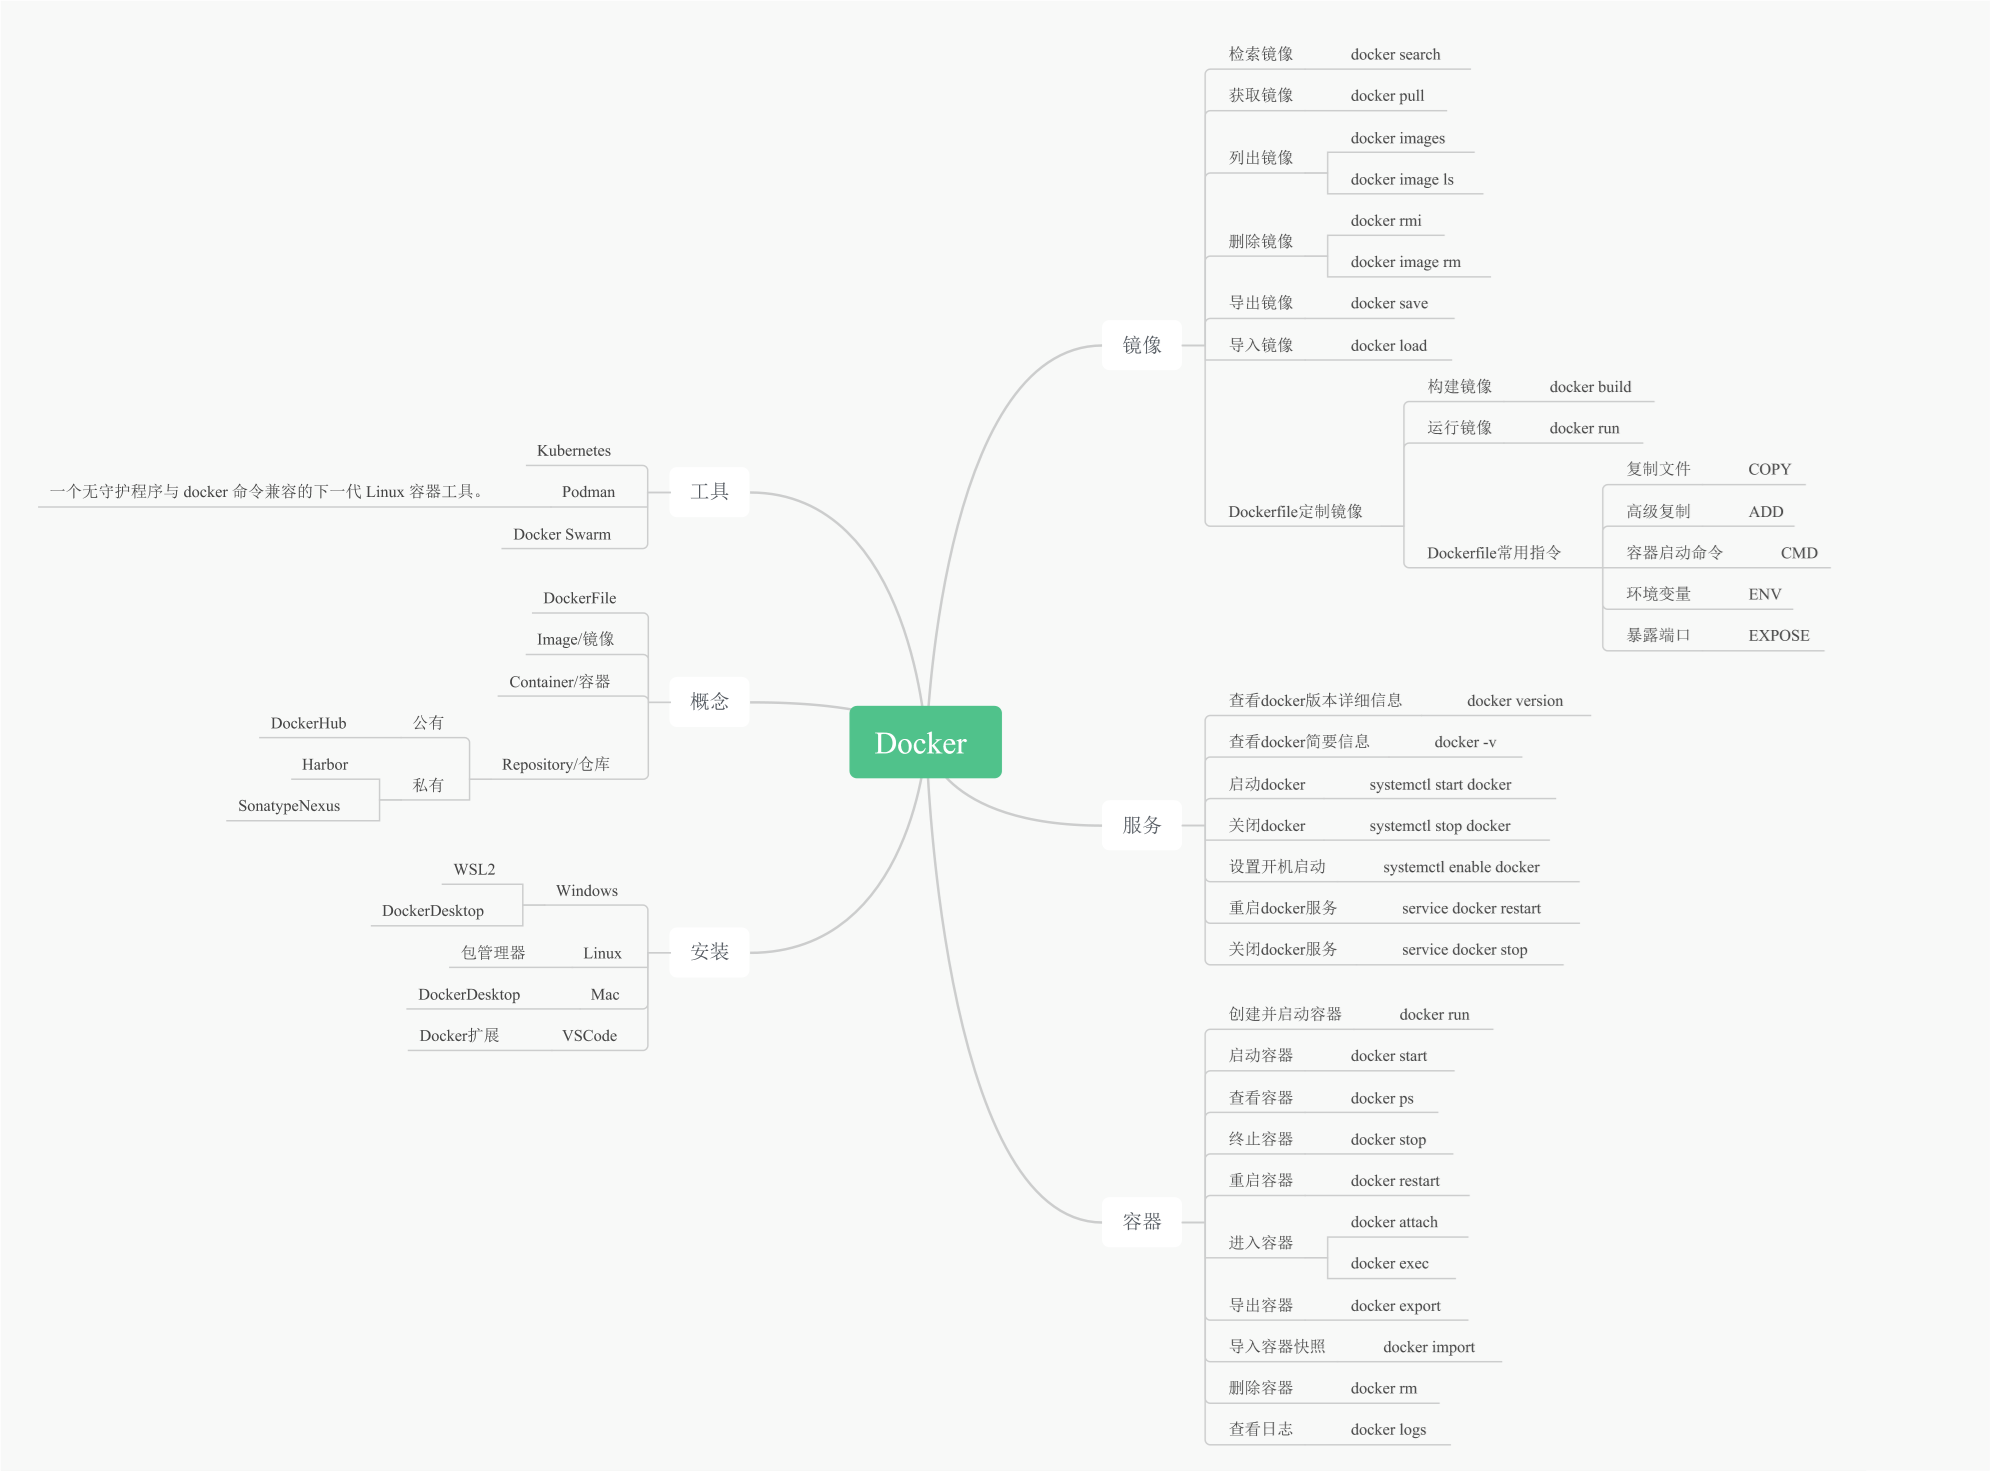 Docker
镜像
检索镜像 docker search
获取镜像 docker pull
列出镜像
docker images
docker image ls
删除镜像
docker rmi
docker image rm
导出镜像 docker save
导入镜像 docker load
Dockerfile定制镜像
构建镜像 docker build
运行镜像 docker run
Dockerfile常用指令
复制文件 COPY
高级复制 ADD
容器启动命令 CMD
环境变量 ENV
暴露端口 EXPOSE
服务
查看docker版本详细信息 docker version
查看docker简要信息 docker -v
启动docker systemctl start docker
关闭docker systemctl stop docker
设置开机启动 systemctl enable docker
重启docker服务 service docker restart
关闭docker服务 service docker stop
容器
创建并启动容器 docker run
启动容器 docker start
查看容器 docker ps
终止容器 docker stop
重启容器 docker restart
进入容器
docker attach
docker exec
导出容器 docker export
导入容器快照 docker import
删除容器 docker rm
查看日志 docker logs
工具
Kubernetes
一个无守护程序与 docker 命令兼容的下一代 Linux 容器工具。 Podman
Docker Swarm
概念
DockerFile
Image/镜像
Container/容器
Repository/仓库
DockerHub 公有
私有
Harbor
SonatypeNexus
安装
Windows
WSL2
DockerDesktop
包管理器 Linux
DockerDesktop Mac
Docker扩展 VSCode